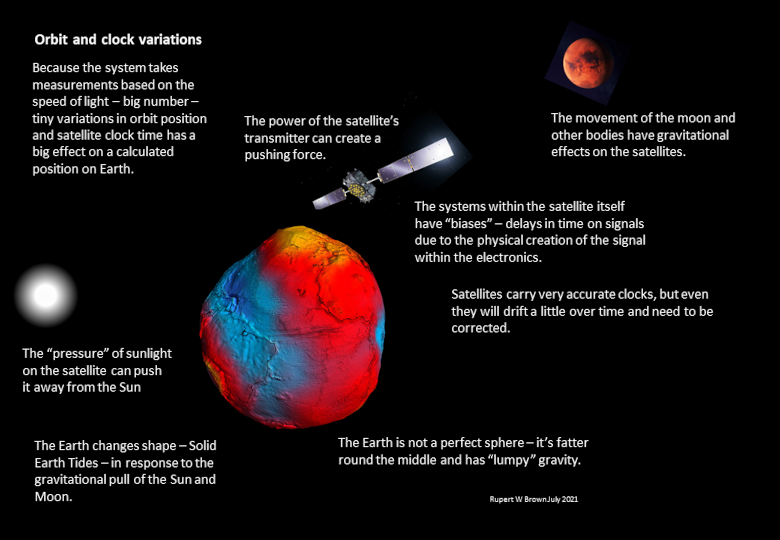 Orbit and clock variations
Because the system takes
measurements based on the
speed of light – big number –
tiny variations in orbit position
and satellite clock time has a
big effect on a calculated
position on Earth.
The power of the satellite's
transmitter can create a
pushing force.
The movement of the moon and
other bodies have gravitational
effects on the satellites.
The systems within the satellite itself
have “biases” – delays in time on signals
due to the physical creation of the signal
within the electronics.
Satellites carry very accurate clocks, but even
they will drift a little over time and need to be
corrected.
The “pressure” of sunlight
on the satellite can push
it away from the Sun
The Earth changes shape – Solid
Earth Tides – in response to the
gravitational pull of the Sun and
Moon.
The Earth is not a perfect sphere – it's fatter
round the middle and has “lumpy” gravity.
Rupert W Brown July 2021